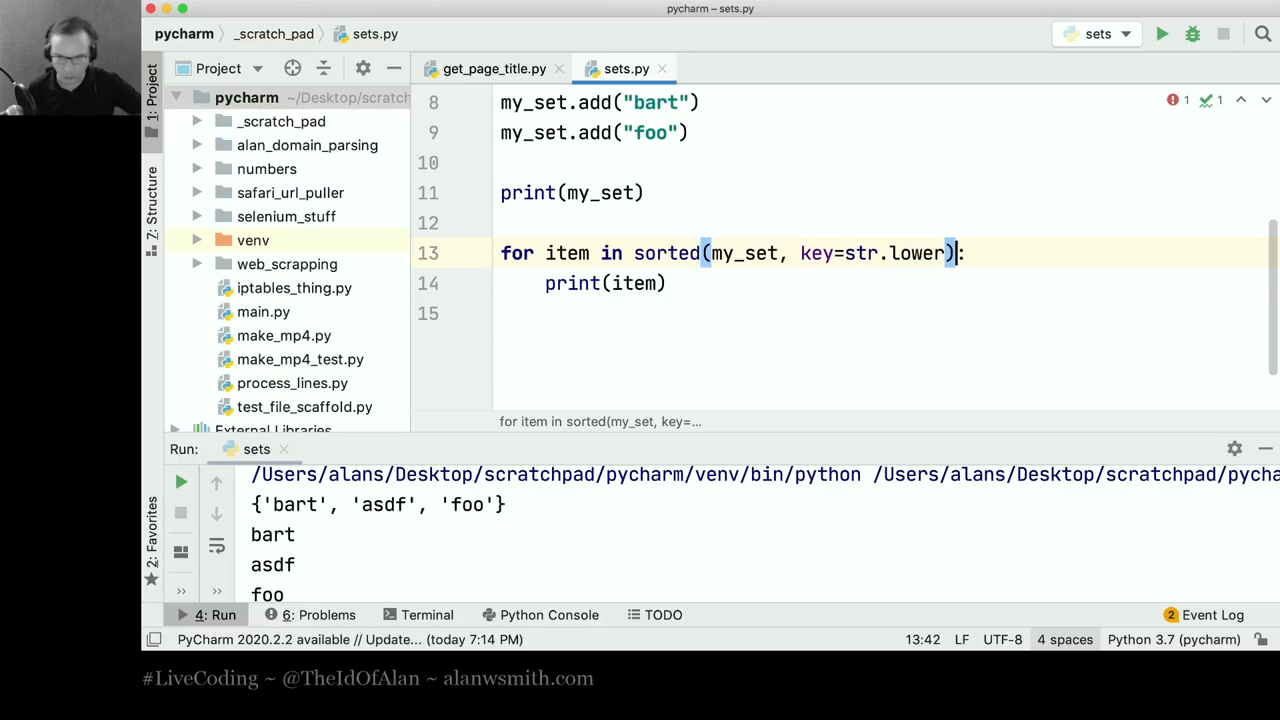 pycharm – sets.py
pycharm _scratch_pad sets.py
sets
1: Project
Project
get_page_title.py
sets.py
pycharm ~/Desktop/scratch
_scratch_pad
alan_domain_parsing
numbers
safari_url_puller
selenium_stuff
venv
web_scrapping
iptables_thing.py
main.py
make_mp4.py
make_mp4_test.py
process_lines.py
test_file_scaffold.py
External Libraries
7: Structure
2: Favorites
8 my_set.add("bart")
9 my_set.add("foo")
10
11 print(my_set)
12
13 for item in sorted(my_set, key=str.lower):
14 print(item)
15
1 1
for item in sorted(my_set, key=...
Run: sets
/Users/alans/Desktop/scratchpad/pycharm/venv/bin/python /Users/alans/Desktop/scratchpad/pycha
{'bart', 'asdf', 'foo'}
bart
asdf
foo
4: Run 6: Problems Terminal Python Console TODO 2 Event Log
PyCharm 2020.2.2 available // Update... (today 7:14 PM) 13:42 LF UTF-8 4 spaces Python 3.7 (pycharm)
#LiveCoding ~ @TheIdOfAlan ~ alanwsmith.com